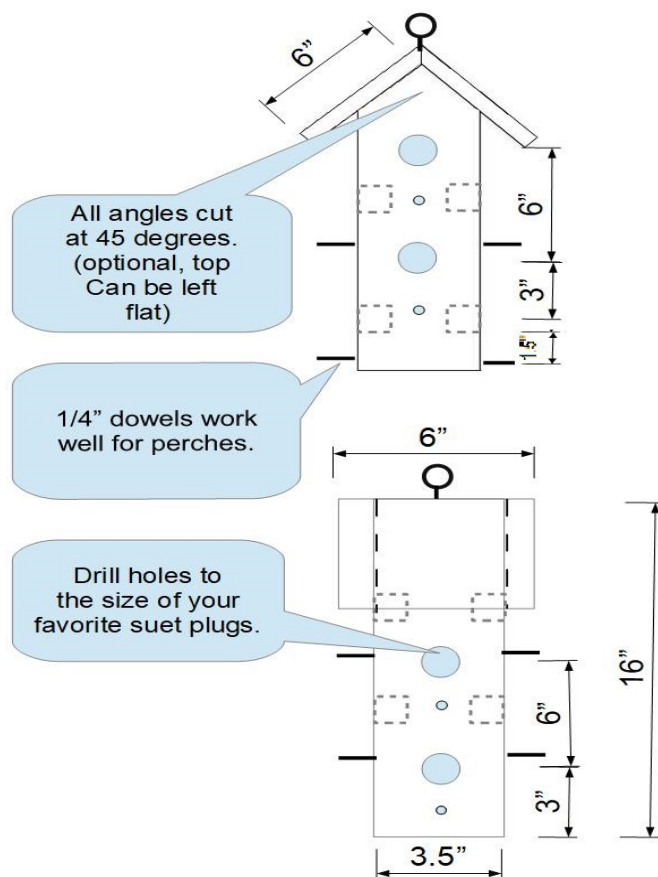 6”
All angles cut
at 45 degrees.
(optional, top
Can be left
flat)
6”
3”
1.5”
1/4” dowels work
well for perches.
6”
Drill holes to
the size of your
favorite suet plugs.
16”
6”
3”
3.5”